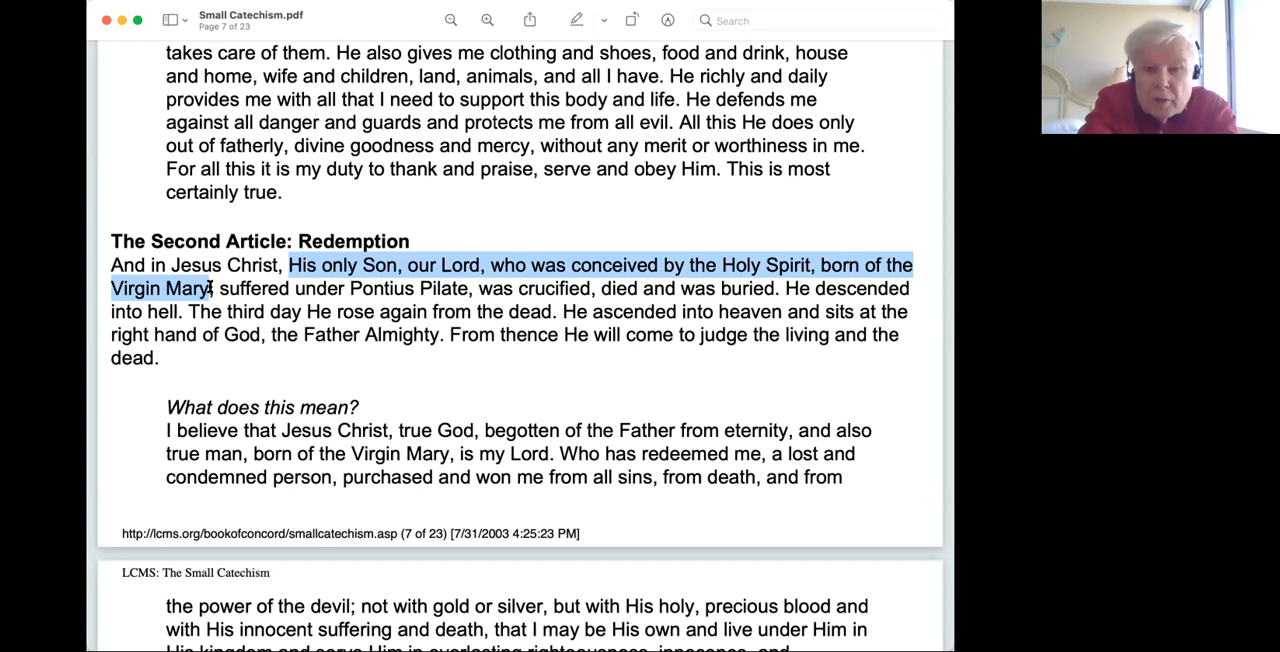 Small Catechism.pdf
Page 7 of 23
Search
takes care of them. He also gives me clothing and shoes, food and drink, house
and home, wife and children, land, animals, and all I have. He richly and daily
provides me with all that I need to support this body and life. He defends me
against all danger and guards and protects me from all evil. All this He does only
out of fatherly, divine goodness and mercy, without any merit or worthiness in me.
For all this it is my duty to thank and praise, serve and obey Him. This is most
certainly true.
The Second Article: Redemption
And in Jesus Christ, His only Son, our Lord, who was conceived by the Holy Spirit, born of the
Virgin Mary, suffered under Pontius Pilate, was crucified, died and was buried. He descended
into hell. The third day He rose again from the dead. He ascended into heaven and sits at the
right hand of God, the Father Almighty. From thence He will come to judge the living and the
dead.
What does this mean?
I believe that Jesus Christ, true God, begotten of the Father from eternity, and also
true man, born of the Virgin Mary, is my Lord. Who has redeemed me, a lost and
condemned person, purchased and won me from all sins, from death, and from
http://lcms.org/bookofconcord/smallcatechism.asp (7 of 23) [7/31/2003 4:25:23 PM]
LCMS: The Small Catechism
the power of the devil; not with gold or silver, but with His holy, precious blood and
with His innocent suffering and death, that I may be His own and live under Him in
His kingdom and serve Him in everlasting righteousness, innocence, and